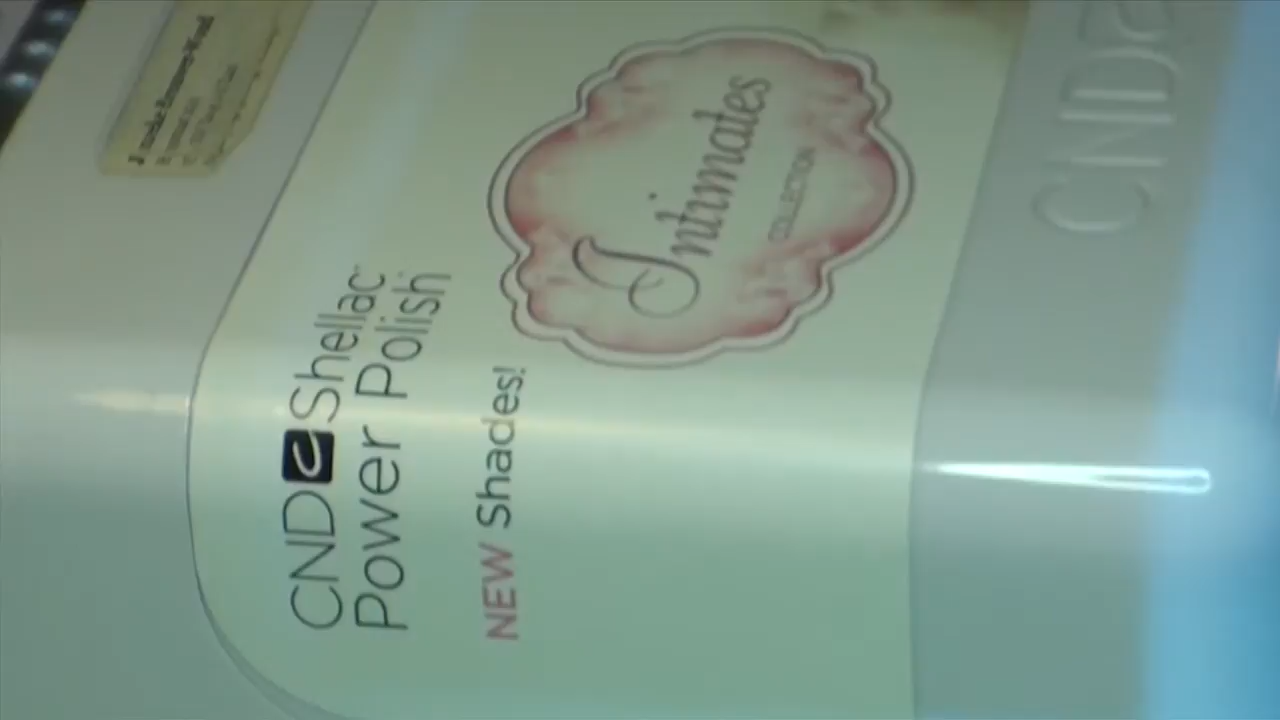 CND Shellac
Power Polish
NEW Shades!
Intimates
COLLECTION
CND